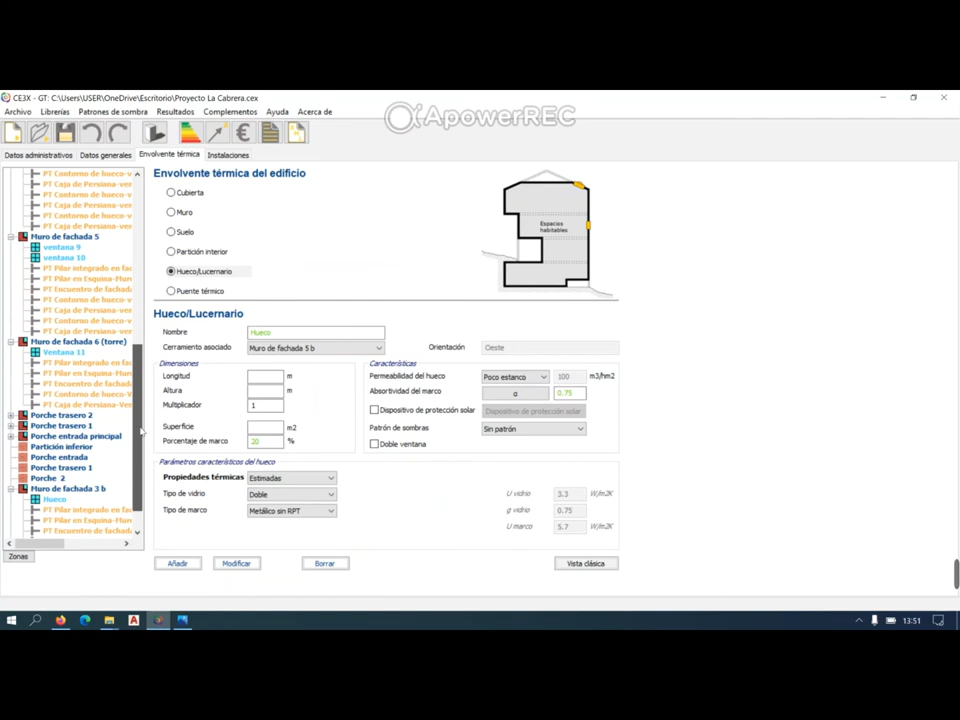 CE3X - GT: C:\Users\USER\OneDrive\Escritorio\Proyecto La Cabrera.cex
ApowerREC
Archivo Librerías Patrones de sombra Resultados Complementos Ayuda Acerca de
Datos administrativos Datos generales Envolvente térmica Instalaciones
PT Contorno de hueco-v
PT Caja de Persiana-ver
PT Contorno de hueco-v
PT Caja de Persiana-ver
PT Contorno de hueco-v
PT Caja de Persiana-ver
Muro de fachada 5
ventana 9
ventana 10
PT Pilar integrado en fac
PT Pilar en Esquina-Muro
PT Encuentro de fachada
PT Contorno de hueco-v
PT Caja de Persiana-ver
PT Contorno de hueco-v
PT Caja de Persiana-ver
Muro de fachada 6 (torre)
Ventana 11
PT Pilar integrado en fac
PT Pilar en Esquina-Muro
PT Encuentro de fachada
PT Contorno de hueco-V
PT Caja de Persiana-Ver
Porche trasero 2
Porche trasero 1
Porche entrada principal
Partición inferior
Porche entrada
Porche trasero 1
Porche 2
Muro de fachada 3 b
Hueco
PT Pilar integrado en fac
PT Pilar en Esquina-Muro
PT Encuentro de fachada
Zonas
Envolvente térmica del edificio
Cubierta
Muro
Suelo
Partición interior
Hueco/Lucernario
Puente térmico
Espacios
habitables
Hueco/Lucernario
Nombre Hueco
Cerramiento asociado Muro de fachada 5 b Orientación Oeste
Dimensiones
Longitud m
Altura m
Multiplicador 1
Superficie m2
Porcentaje de marco 20 %
Características
Permeabilidad del hueco Poco estanco 100 m3/hm2
Absortividad del marco α 0.75
Dispositivo de protección solar Dispositivo de protección solar
Patrón de sombras Sin patrón
Doble ventana
Parámetros característicos del hueco
Propiedades térmicas Estimadas
Tipo de vidrio Doble U vidrio 3.3 W/m2K
Tipo de marco Metálico sin RPT g vidrio 0.75
U marco 5.7 W/m2K
Añadir Modificar Borrar Vista clásica
13:51